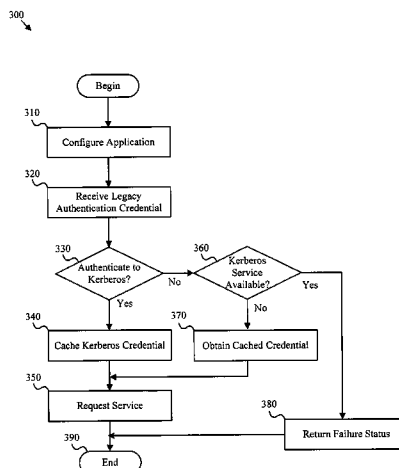 300
Begin
310
Configure Application
320
Receive Legacy
Authentication Credential
330
Authenticate to
Kerberos?
No
Yes
360
Kerberos
Service
Available?
Yes
No
340
Cache Kerberos Credential
370
Obtain Cached Credential
350
Request Service
380
Return Failure Status
390
End